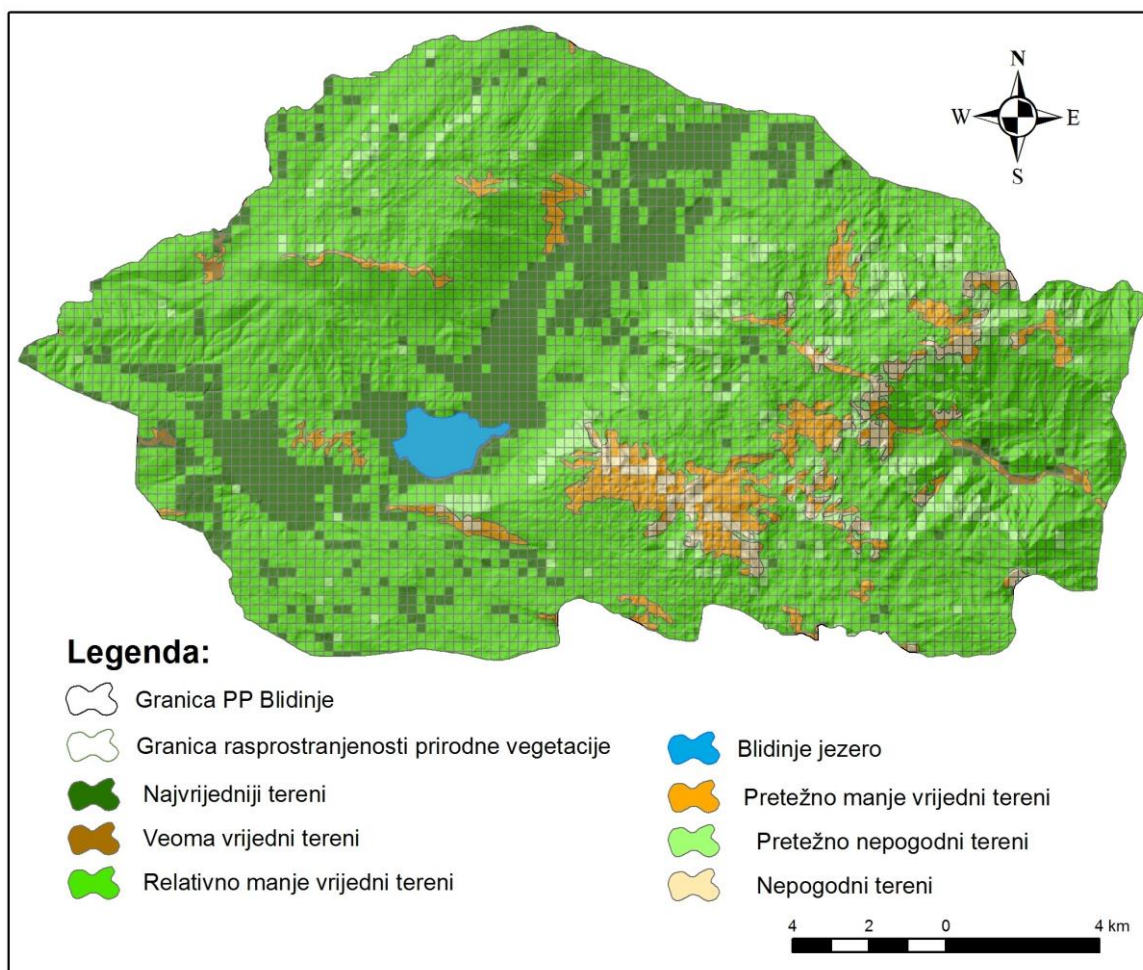 N
W E
S
Legenda:
Granica PP Blidinje
Granica rasprostranjenosti prirodne vegetacije
Najvrijedniji tereni
Veoma vrijedni tereni
Relativno manje vrijedni tereni
Blidinje jezero
Pretežno manje vrijedni tereni
Pretežno nepogodni tereni
Nepogodni tereni
4 2 0 4 km